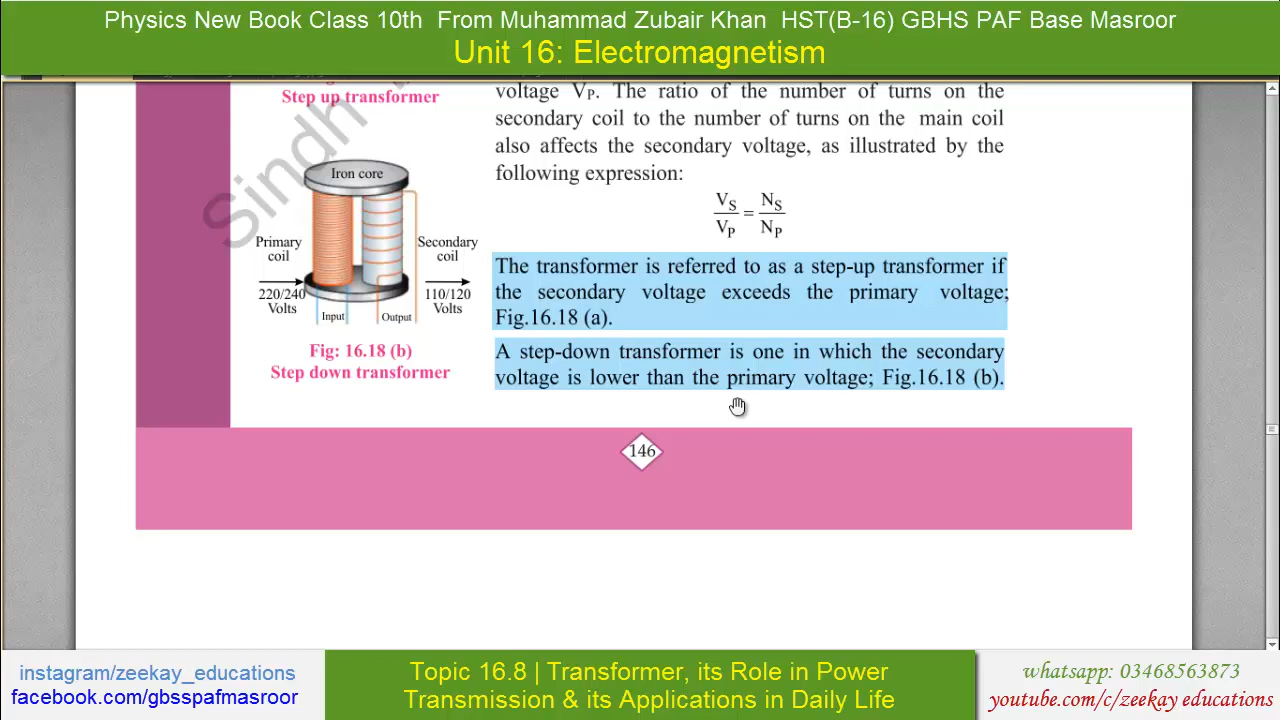 Physics New Book Class 10th From Muhammad Zubair Khan HST(B-16) GBHS PAF Base Masroor
Unit 16: Electromagnetism
Step up transformer
Sindh
Iron core
Primary
coil
Secondary
coil
220/240
Volts
Input
Output
110/120
Volts
Fig: 16.18 (b)
Step down transformer
voltage VP. The ratio of the number of turns on the
secondary coil to the number of turns on the main coil
also affects the secondary voltage, as illustrated by the
following expression:
VS/VP = NS/NP
The transformer is referred to as a step-up transformer if
the secondary voltage exceeds the primary voltage;
Fig.16.18 (a).
A step-down transformer is one in which the secondary
voltage is lower than the primary voltage; Fig.16.18 (b).
146
instagram/zeekay_educations
facebook.com/gbsspafmasroor
Topic 16.8 | Transformer, its Role in Power
Transmission & its Applications in Daily Life
whatsapp: 03468563873
youtube.com/c/zeekay educations